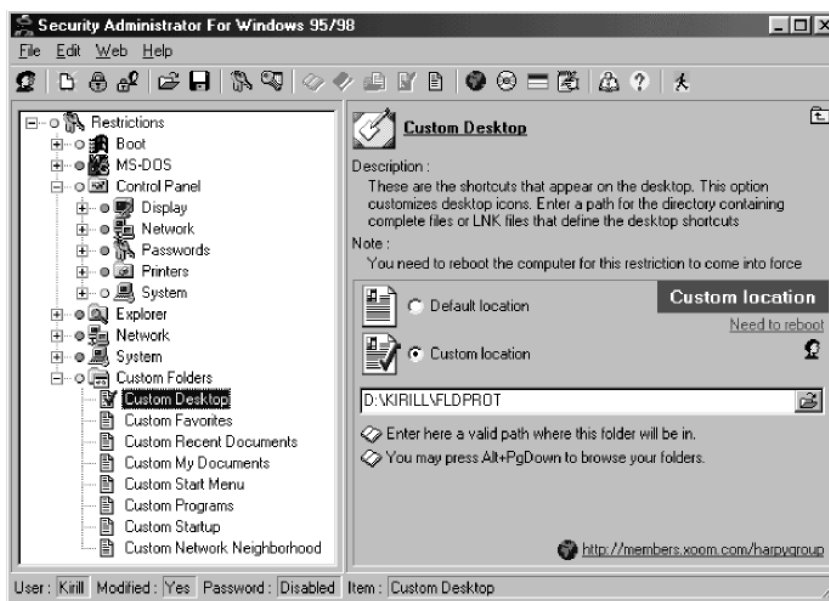 Security Administrator For Windows 95/98
File Edit Web Help
Restrictions
Boot
MS-DOS
Control Panel
Display
Network
Passwords
Printers
System
Explorer
Network
System
Custom Folders
Custom Desktop
Custom Favorites
Custom Recent Documents
Custom My Documents
Custom Start Menu
Custom Programs
Custom Startup
Custom Network Neighborhood
Custom Desktop
Description :
These are the shortcuts that appear on the desktop. This option
customizes desktop icons. Enter a path for the directory containing
complete files or LNK files that define the desktop shortcuts
Note :
You need to reboot the computer for this restriction to come into force
Default location
Custom location
Need to reboot
Custom location
D:\KIRILL\FLDPROT
Enter here a valid path where this folder will be in.
You may press Alt+PgDown to browse your folders.
http://members.xoom.com/harpygroup
User : Kirill Modified : Yes Password : Disabled Item : Custom Desktop